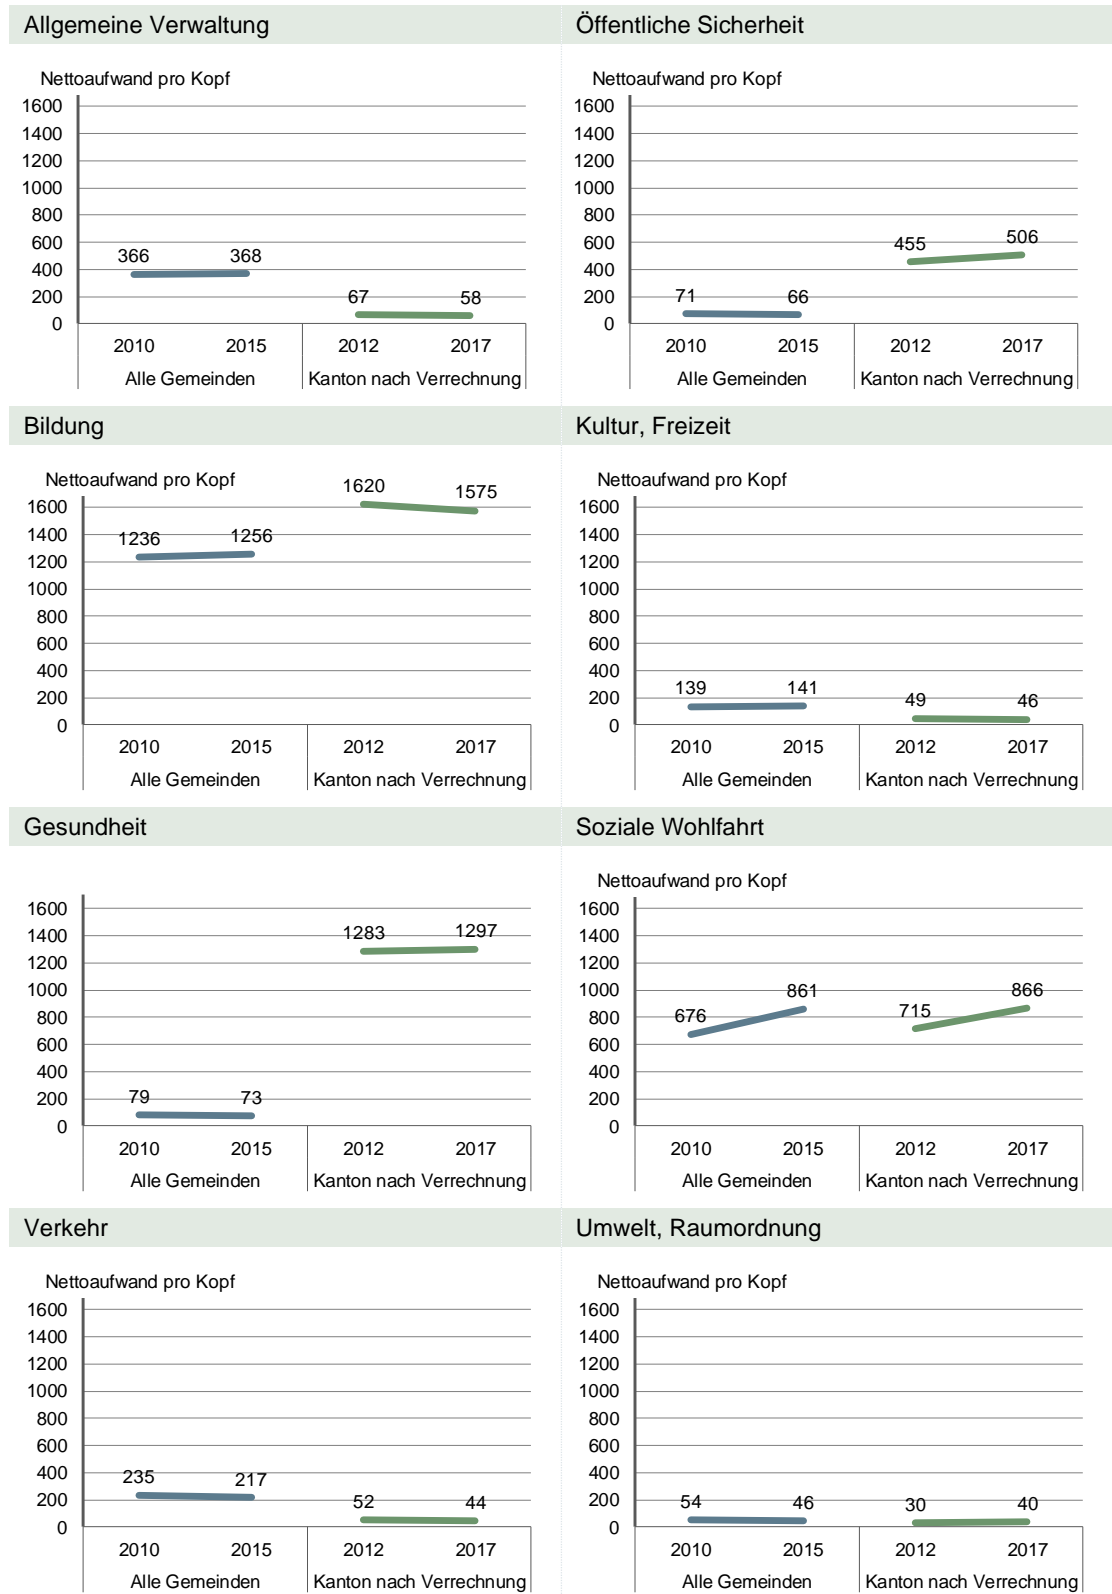 Allgemeine Verwaltung
Nettoaufwand pro Kopf
1600
1400
1200
1000
800
600
400
200
0
366 368
67 58
2010 2015 2012 2017
Alle Gemeinden Kanton nach Verrechnung
Öffentliche Sicherheit
Nettoaufwand pro Kopf
1600
1400
1200
1000
800
600
400
200
0
455 506
71 66
2010 2015 2012 2017
Alle Gemeinden Kanton nach Verrechnung
Bildung
Nettoaufwand pro Kopf
1600
1400
1200
1000
800
600
400
200
0
1620 1575
1236 1256
2010 2015 2012 2017
Alle Gemeinden Kanton nach Verrechnung
Kultur, Freizeit
Nettoaufwand pro Kopf
1600
1400
1200
1000
800
600
400
200
0
139 141 49 46
2010 2015 2012 2017
Alle Gemeinden Kanton nach Verrechnung
Gesundheit
1600
1400
1200
1000
800
600
400
200
0
1283 1297
79 73
2010 2015 2012 2017
Alle Gemeinden Kanton nach Verrechnung
Soziale Wohlfahrt
Nettoaufwand pro Kopf
1600
1400
1200
1000
800
600
400
200
0
676 861 715 866
2010 2015 2012 2017
Alle Gemeinden Kanton nach Verrechnung
Verkehr
Nettoaufwand pro Kopf
1600
1400
1200
1000
800
600
400
200
0
235 217 52 44
2010 2015 2012 2017
Alle Gemeinden Kanton nach Verrechnung
Umwelt, Raumordnung
Nettoaufwand pro Kopf
1600
1400
1200
1000
800
600
400
200
0
54 46 30 40
2010 2015 2012 2017
Alle Gemeinden Kanton nach Verrechnung